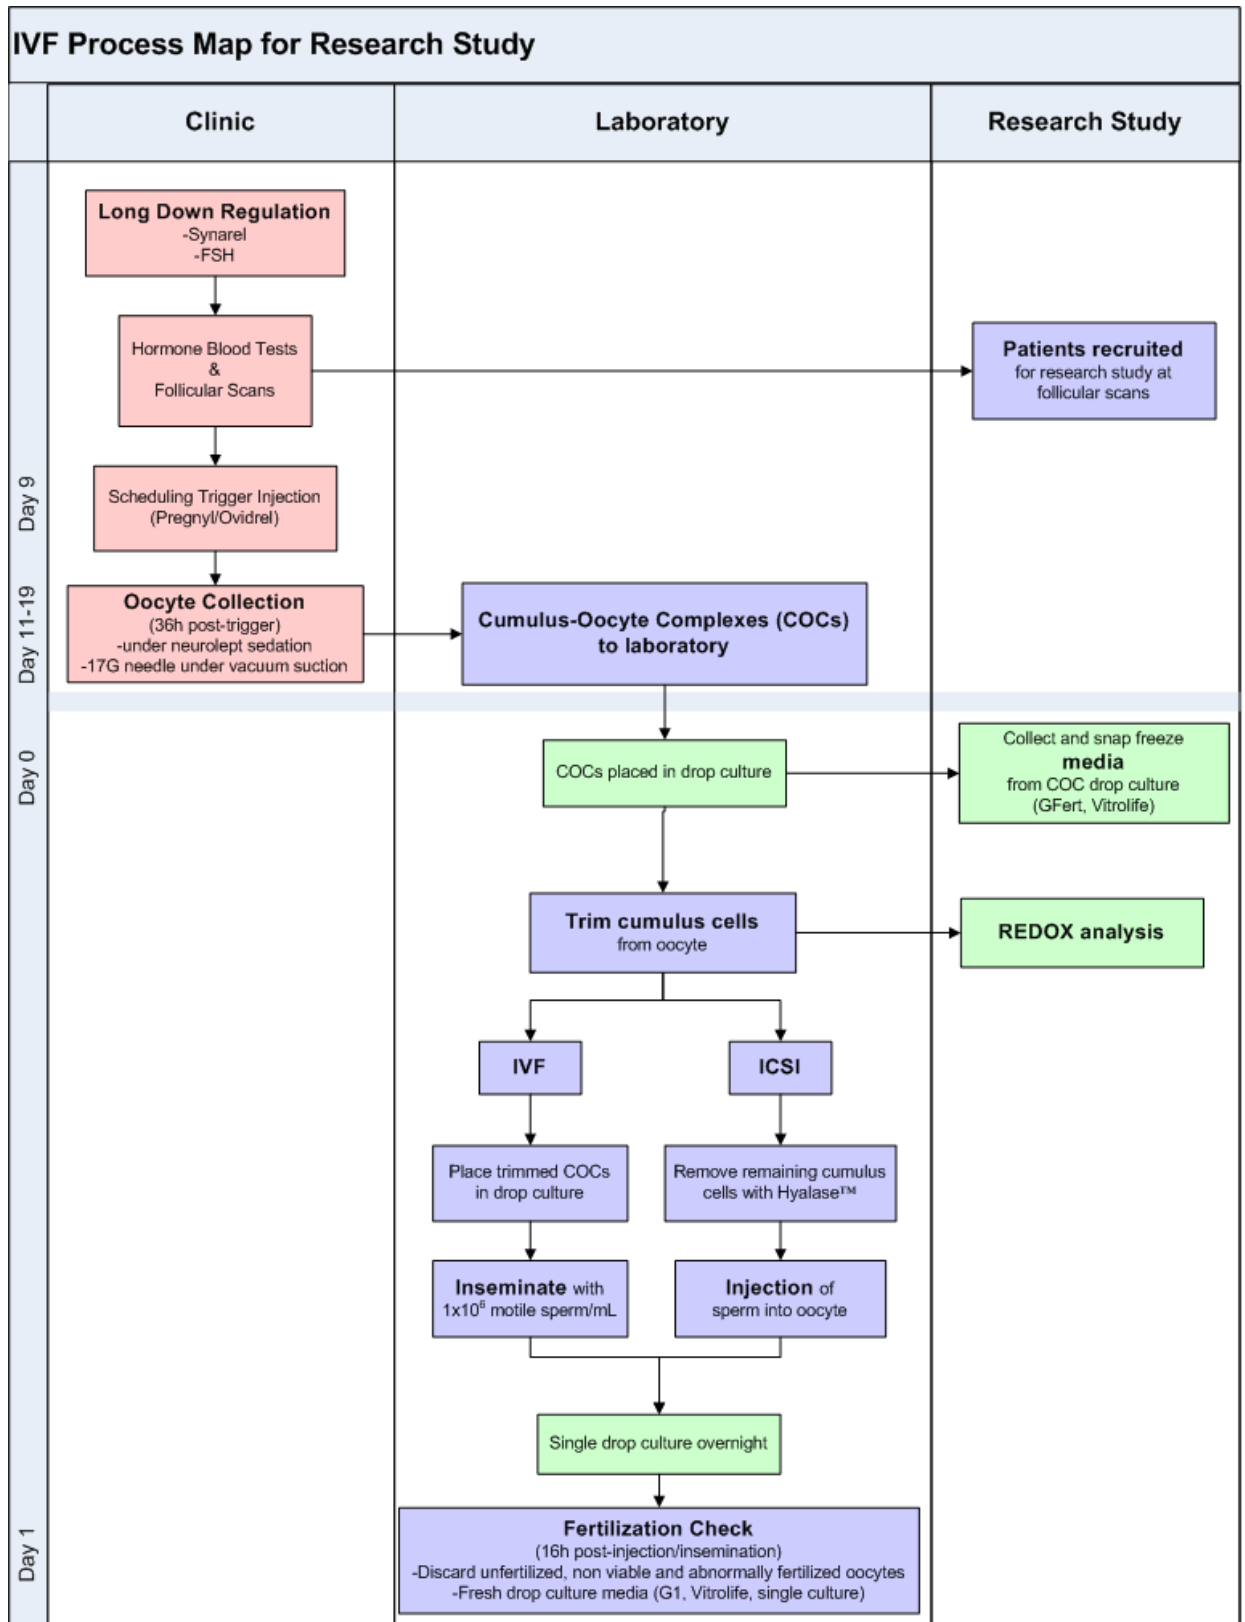 IVF Process Map for Research Study
Clinic
Laboratory
Research Study
Long Down Regulation
-Synarel
-FSH
Hormone Blood Tests
&
Follicular Scans
Patients recruited
for research study at
follicular scans
Day 9
Scheduling Trigger Injection
(Pregnyl/Ovidrel)
Day 11-19
Oocyte Collection
(36h post-trigger)
-under neurolept sedation
-17G needle under vacuum suction
Cumulus-Oocyte Complexes (COCs)
to laboratory
Day 0
COCs placed in drop culture
Collect and snap freeze
media
from COC drop culture
(GFert, Vitrolife)
Trim cumulus cells
from oocyte
REDOX analysis
IVF
ICSI
Place trimmed COCs
in drop culture
Remove remaining cumulus
cells with Hyalase™
Inseminate with
1x10⁶ motile sperm/mL
Injection of
sperm into oocyte
Single drop culture overnight
Day 1
Fertilization Check
(16h post-injection/insemination)
-Discard unfertilized, non viable and abnormally fertilized oocytes
-Fresh drop culture media (G1, Vitrolife, single culture)